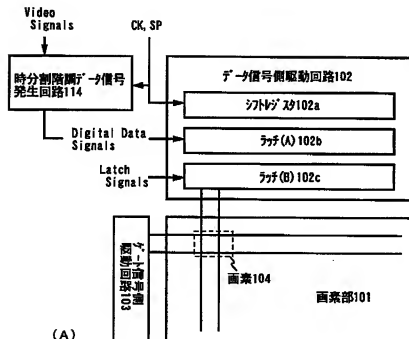 Video
Signals
CK, SP
時分割階調データ信号
発生回路114
データ信号側駆動回路102
シフトレジスタ102a
Digital Data
Signals
ラッチ(A)102b
Latch
Signals
ラッチ(B)102c
ゲート信号側
駆動回路103
画素104
画素部101
(A)